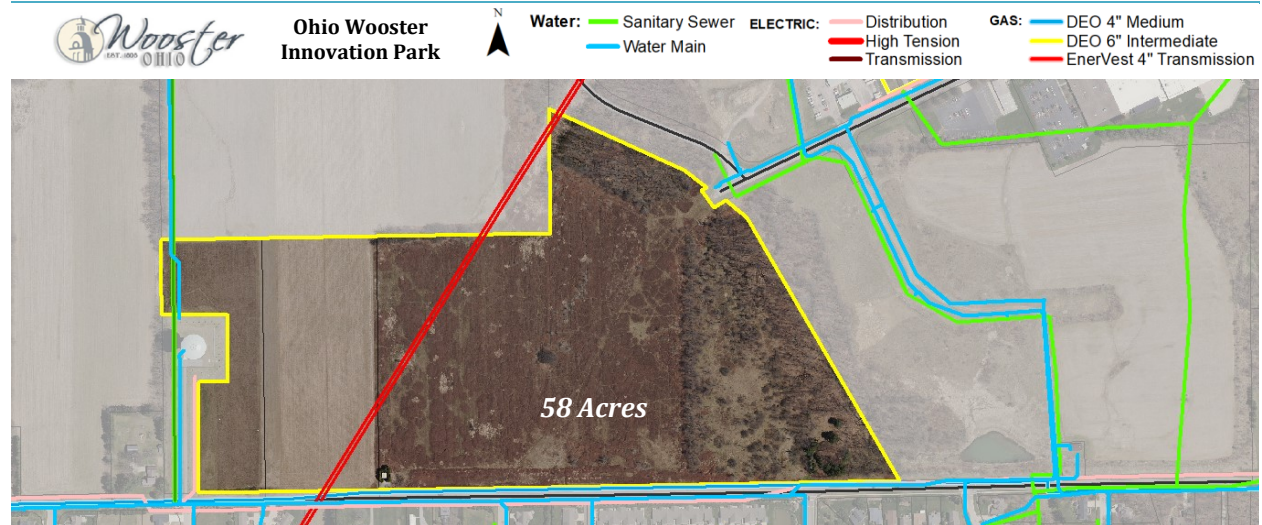 Wooster
EST. 1808
OHIO
Ohio Wooster
Innovation Park
N
Water:
Sanitary Sewer
Water Main
ELECTRIC:
Distribution
High Tension
Transmission
GAS:
DEO 4" Medium
DEO 6" Intermediate
EnerVest 4" Transmission
58 Acres